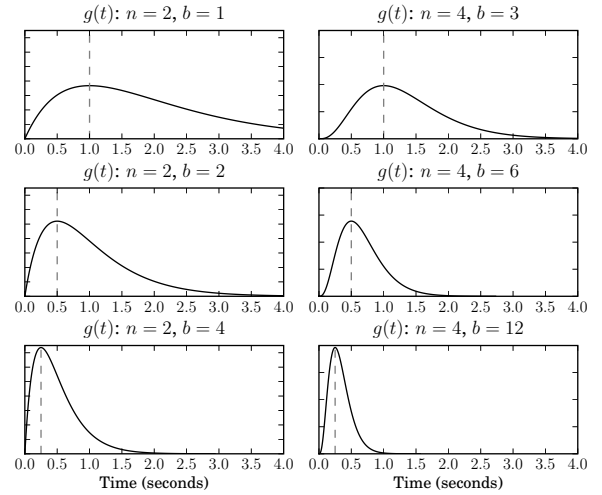 g(t): n = 2, b = 1
g(t): n = 4, b = 3
0.0 0.5 1.0 1.5 2.0 2.5 3.0 3.5 4.0
0.0 0.5 1.0 1.5 2.0 2.5 3.0 3.5 4.0
g(t): n = 2, b = 2
g(t): n = 4, b = 6
0.0 0.5 1.0 1.5 2.0 2.5 3.0 3.5 4.0
0.0 0.5 1.0 1.5 2.0 2.5 3.0 3.5 4.0
g(t): n = 2, b = 4
g(t): n = 4, b = 12
0.0 0.5 1.0 1.5 2.0 2.5 3.0 3.5 4.0
0.0 0.5 1.0 1.5 2.0 2.5 3.0 3.5 4.0
Time (seconds)
Time (seconds)